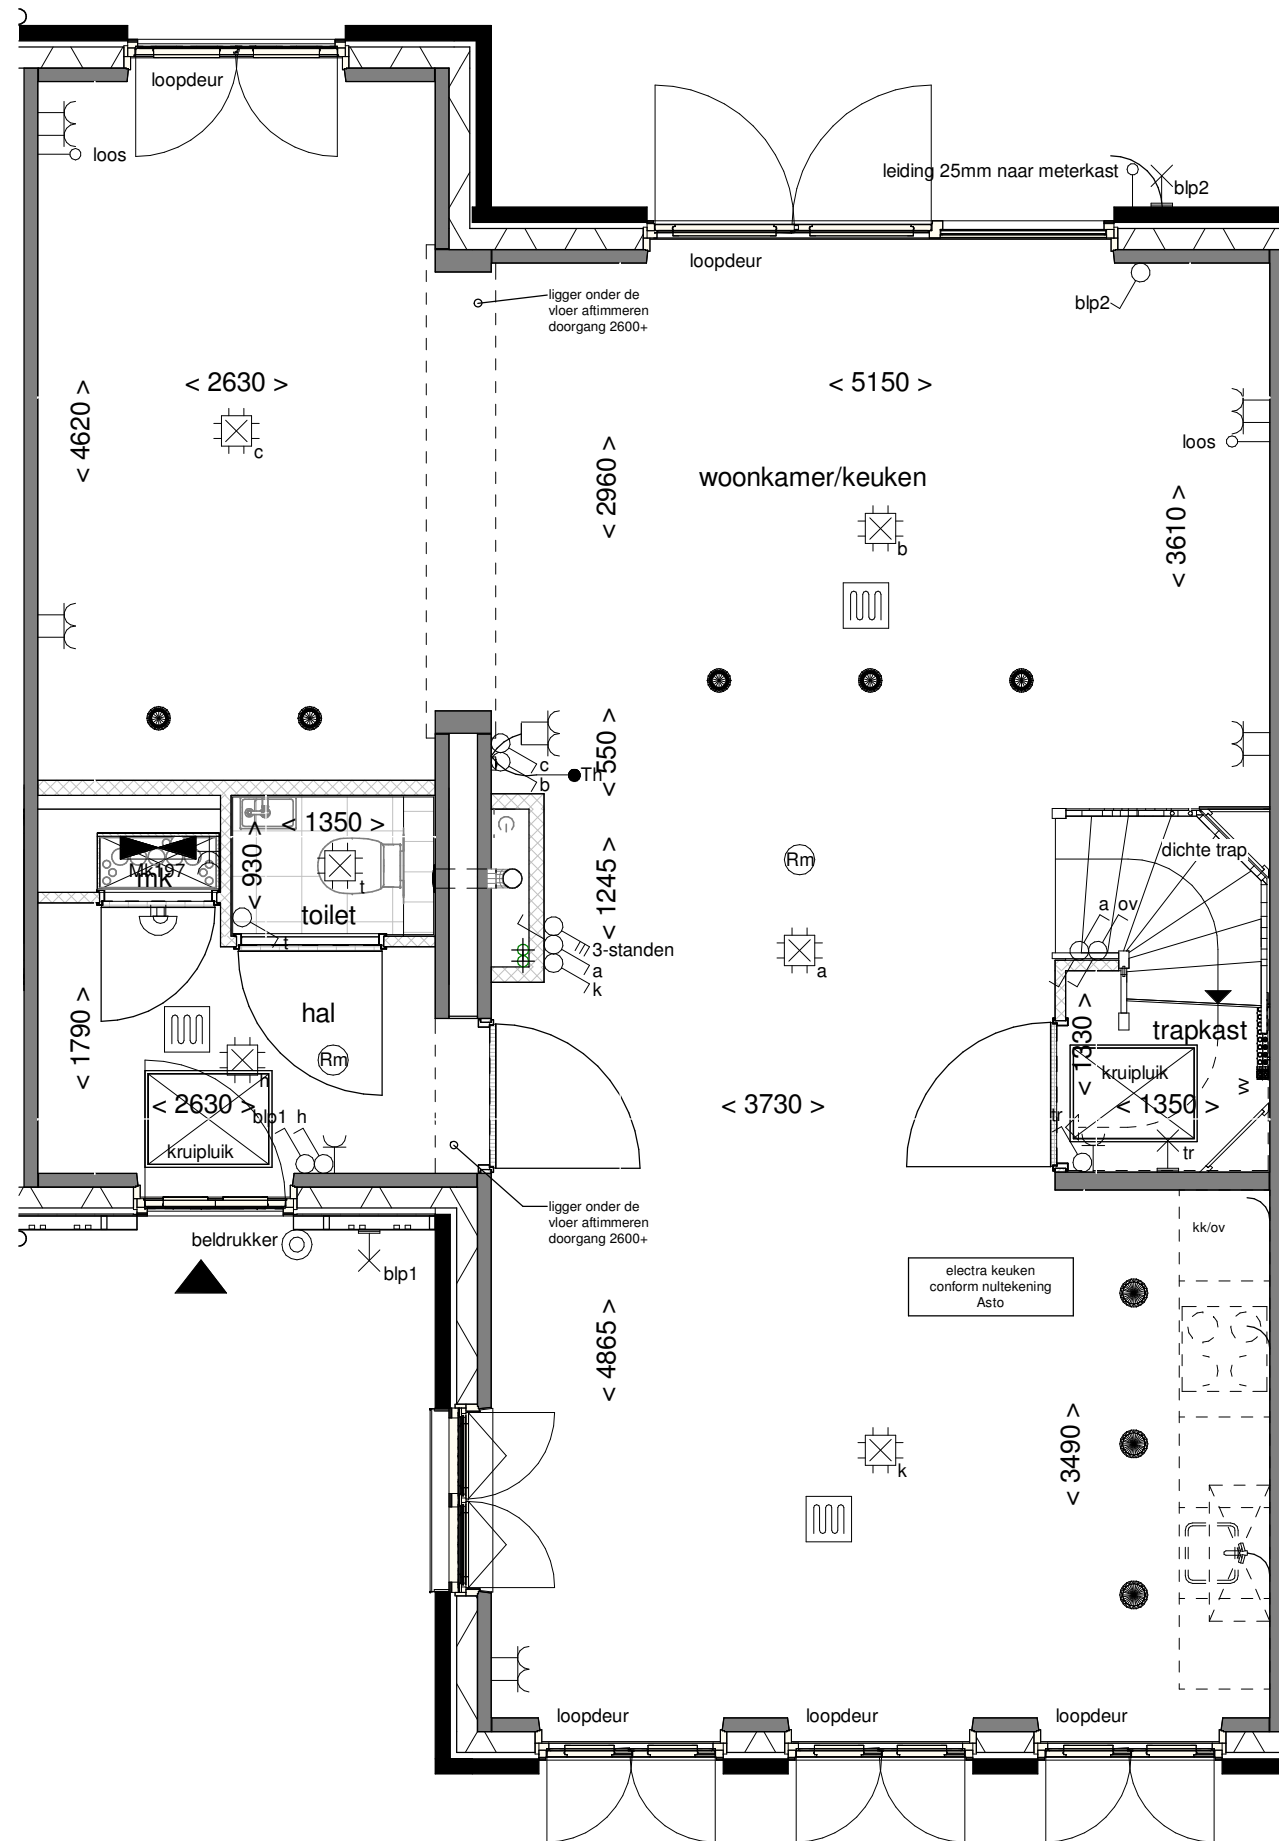 loopdeur
loos
leiding 25mm naar meterkast
blp2
loopdeur
blp2
ligger onder de
vloer aftimmeren
doorgang 2600+
< 2630 >
< 5150 >
< 4620 >
c
loos
< 2960 >
woonkamer/keuken
< 3610 >
b
< 550 >
c
b
Th
< 1350 >
< 930 >
mk
Mk197
t
toilet
t
< 1245 >
Rm
dichte trap
a ov
3-standen
a
k
a
hal
Rm
h
< 1790 >
< 2630 >
blp1 h
kruipluik
< 3730 >
trapkast
< 1330 >
kruipluik
< 1350 >
w
tr
tr
ligger onder de
vloer aftimmeren
doorgang 2600+
beldrukker
blp1
kk/ov
electra keuken
conform nultekening
Asto
< 4865 >
< 3490 >
k
loopdeur
loopdeur
loopdeur